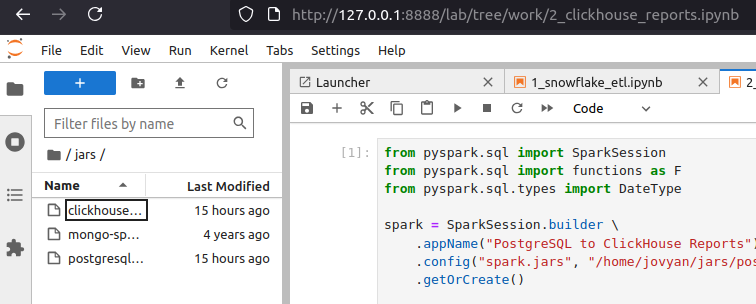 http://127.0.0.1:8888/lab/tree/work/2_clickhouse_reports.ipynb
File Edit View Run Kernel Tabs Settings Help
+
Launcher
1_snowflake_etl.ipynb
2_
Filter files by name
Code
/ jars /
Name
Last Modified
clickhouse... 15 hours ago
mongo-sp... 4 years ago
postgresql... 15 hours ago
[1]:
from pyspark.sql import SparkSession
from pyspark.sql import functions as F
from pyspark.sql.types import DateType
spark = SparkSession.builder \
.appName("PostgreSQL to ClickHouse Reports")
.config("spark.jars", "/home/jovyan/jars/pos
.getOrCreate()